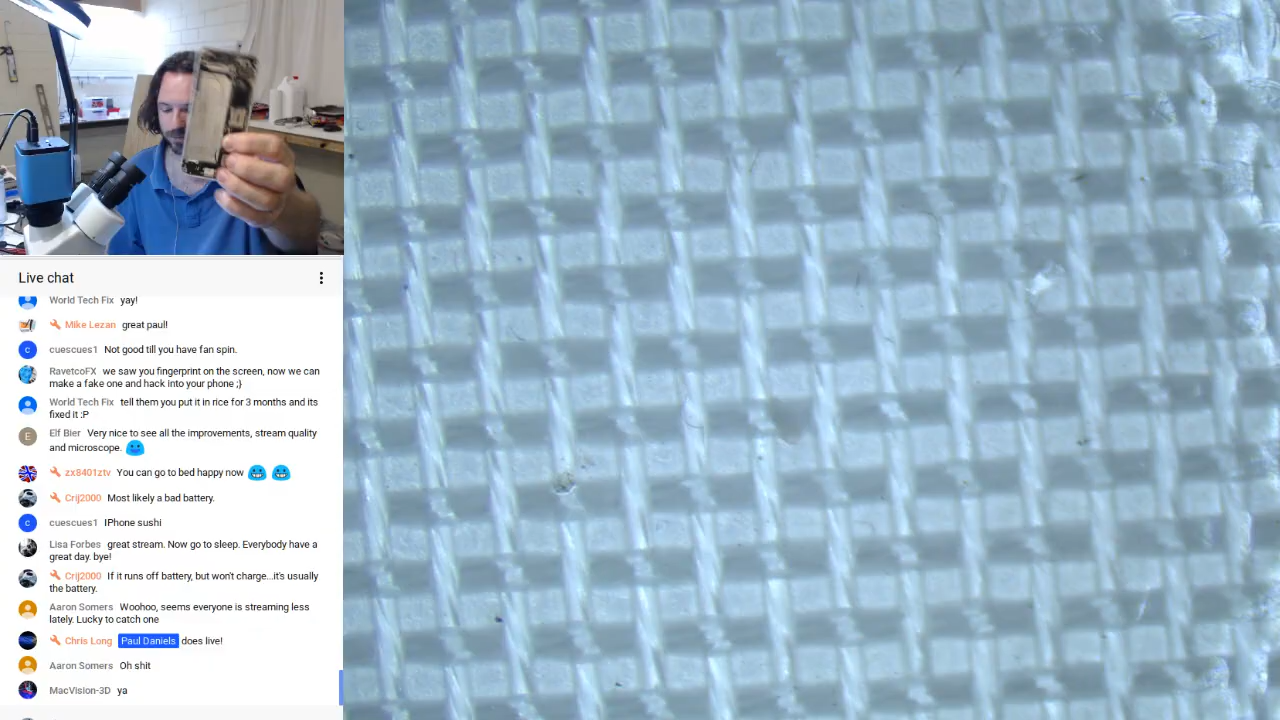 Live chat
World Tech Fix yay!
Mike Lezan great paul!
cuescues1 Not good till you have fan spin.
RavetcoFX we saw you fingerprint on the screen, now we can
make a fake one and hack into your phone ;}
World Tech Fix tell them you put it in rice for 3 months and its
fixed it :P
Elf Bier Very nice to see all the improvements, stream quality
and microscope.
zx8401ztv You can go to bed happy now
Crij2000 Most likely a bad battery.
cuescues1 IPhone sushi
Lisa Forbes great stream. Now go to sleep. Everybody have a
great day. bye!
Crij2000 If it runs off battery, but won't charge...it's usually
the battery.
Aaron Somers Woohoo, seems everyone is streaming less
lately. Lucky to catch one
Chris Long Paul Daniels does live!
Aaron Somers Oh shit
MacVision-3D ya